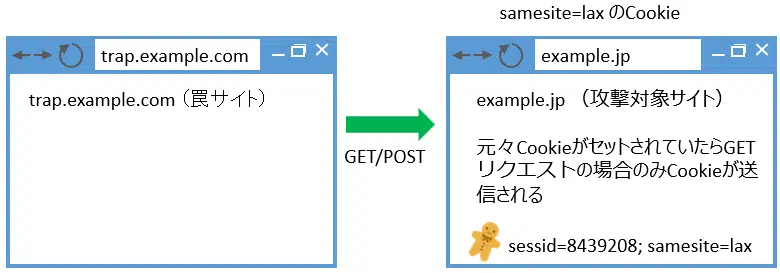 samesite=lax のCookie
trap.example.com
example.jp
trap.example.com（罠サイト）
GET/POST
example.jp （攻撃対象サイト）
元々CookieがセットされていたらGET
リクエストの場合のみCookieが送
信される
sessid=8439208; samesite=lax